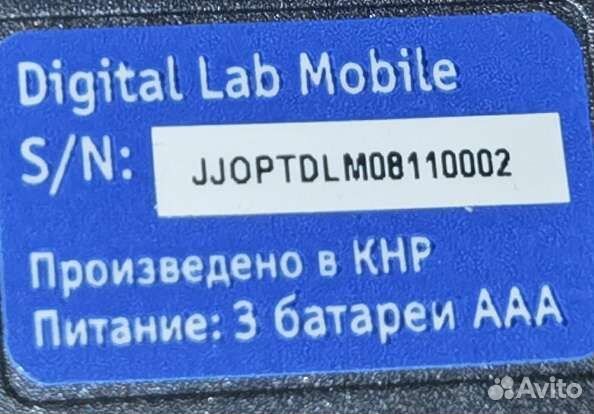 Digital Lab Mobile
S/N: JJOPTDLM08110002
Произведено в КНР
Питание: 3 батареи ААА
Avito